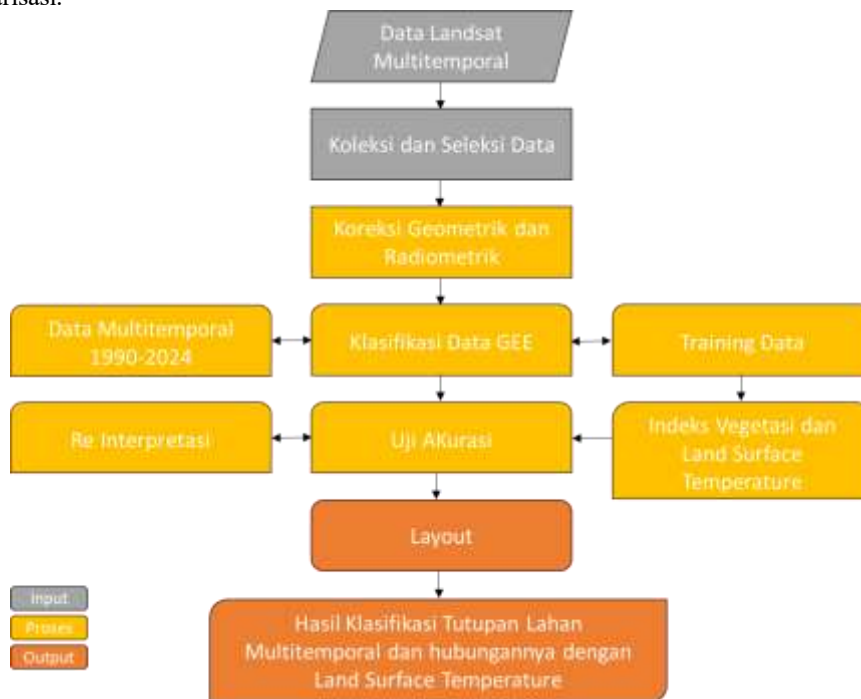 arisasi.
Data Landsat
Multitemporal
Koleksi dan Seleksi Data
Koreksi Geometrik dan
Radiometrik
Data Multitemporal
1990-2024
Klasifikasi Data GEE
Training Data
Re Interpretasi
Uji AKurasi
Indeks Vegetasi dan
Land Surface
Temperature
Layout
Input
Proses
Output
Hasil Klasifikasi Tutupan Lahan
Multitemporal dan hubungannya dengan
Land Surface Temperature